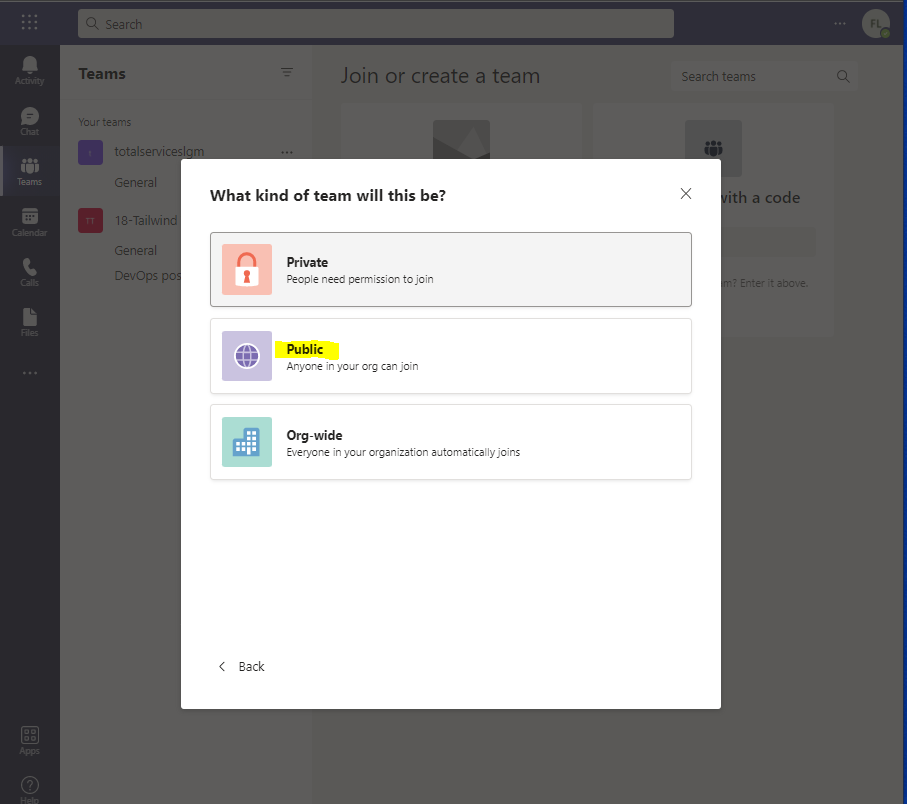 Search
FL
Activity
Chat
Teams
Calendar
Calls
Files
Apps
Help
Teams
Your teams
totalserviceslgm
General
TT
18-Tailwind
General
DevOps pos
Join or create a team
Search teams
with a code
m? Enter it above.
What kind of team will this be?
Private
People need permission to join
Public
Anyone in your org can join
Org-wide
Everyone in your organization automatically joins
Back